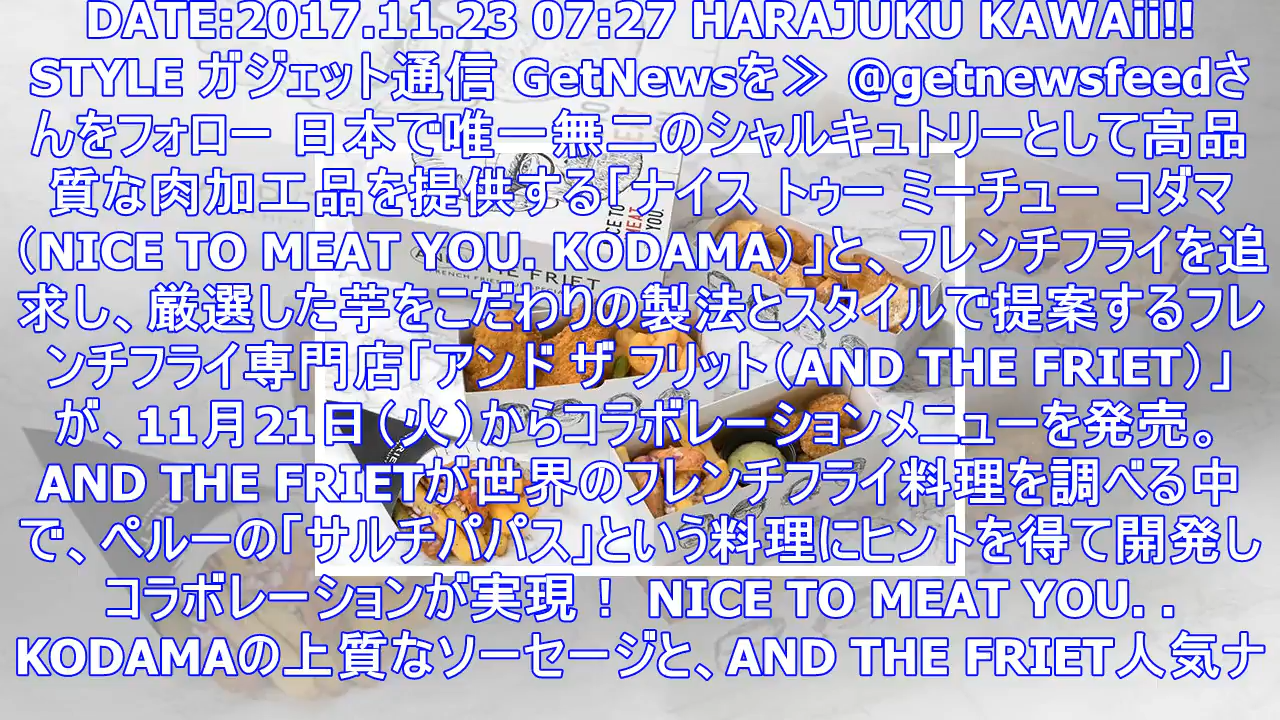 DATE:2017.11.23 07:27 HARAJUKU KAWAii!!
STYLE ガジェット通信 GetNewsを≫ @getnewsfeedさ
んをフォロー 日本で唯一無二のシャルキュトリーとして高品
質な肉加工品を提供する「ナイス トゥー ミーチュー コダマ
（NICE TO MEAT YOU. KODAMA）」と、フレンチフライを追
求し、厳選した芋をこだわりの製法とスタイルで提案するフレ
ンチフライ専門店「アンド ザ フリット（AND THE FRIET）」
が、11月21日（火）からコラボレーションメニューを発売。
AND THE FRIETが世界のフレンチフライ料理を調べる中
で、ペルーの「サルチパパス」という料理にヒントを得て開発し
コラボレーションが実現！ NICE TO MEAT YOU. .
KODAMAの上質なソーセージと、AND THE FRIET人気ナ